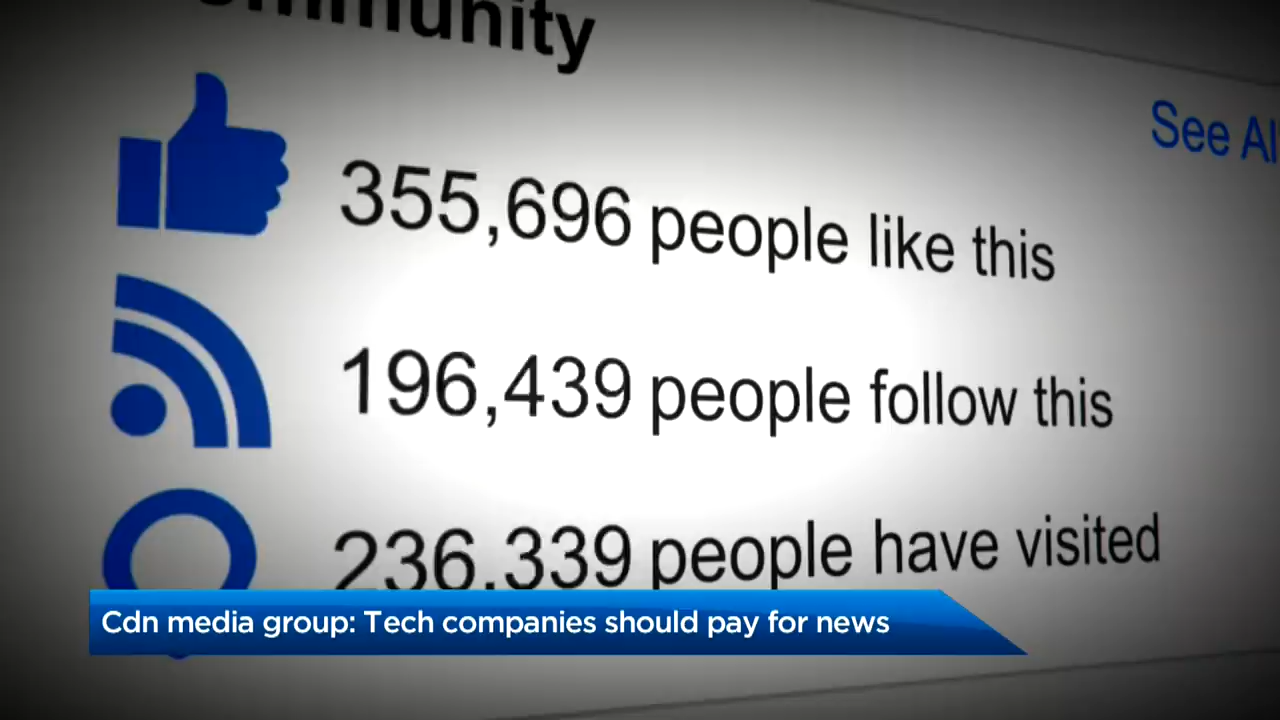 See
355,696 people like this
196,439 people follow this
236,339 people have visited
Cdn media group: Tech companies should pay for news